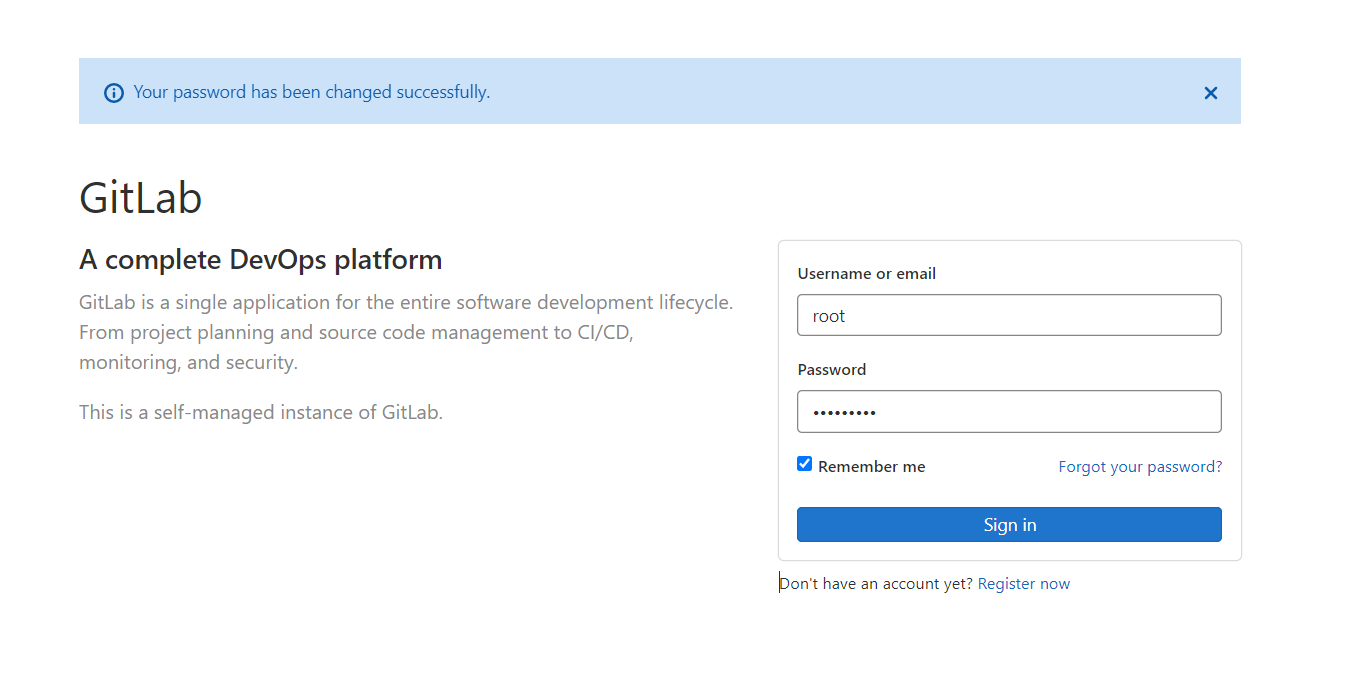 Your password has been changed successfully.
GitLab
A complete DevOps platform
GitLab is a single application for the entire software development lifecycle.
From project planning and source code management to CI/CD,
monitoring, and security.
This is a self-managed instance of GitLab.
Username or email
root
Password
•••••••••
Remember me
Forgot your password?
Sign in
Don't have an account yet? Register now